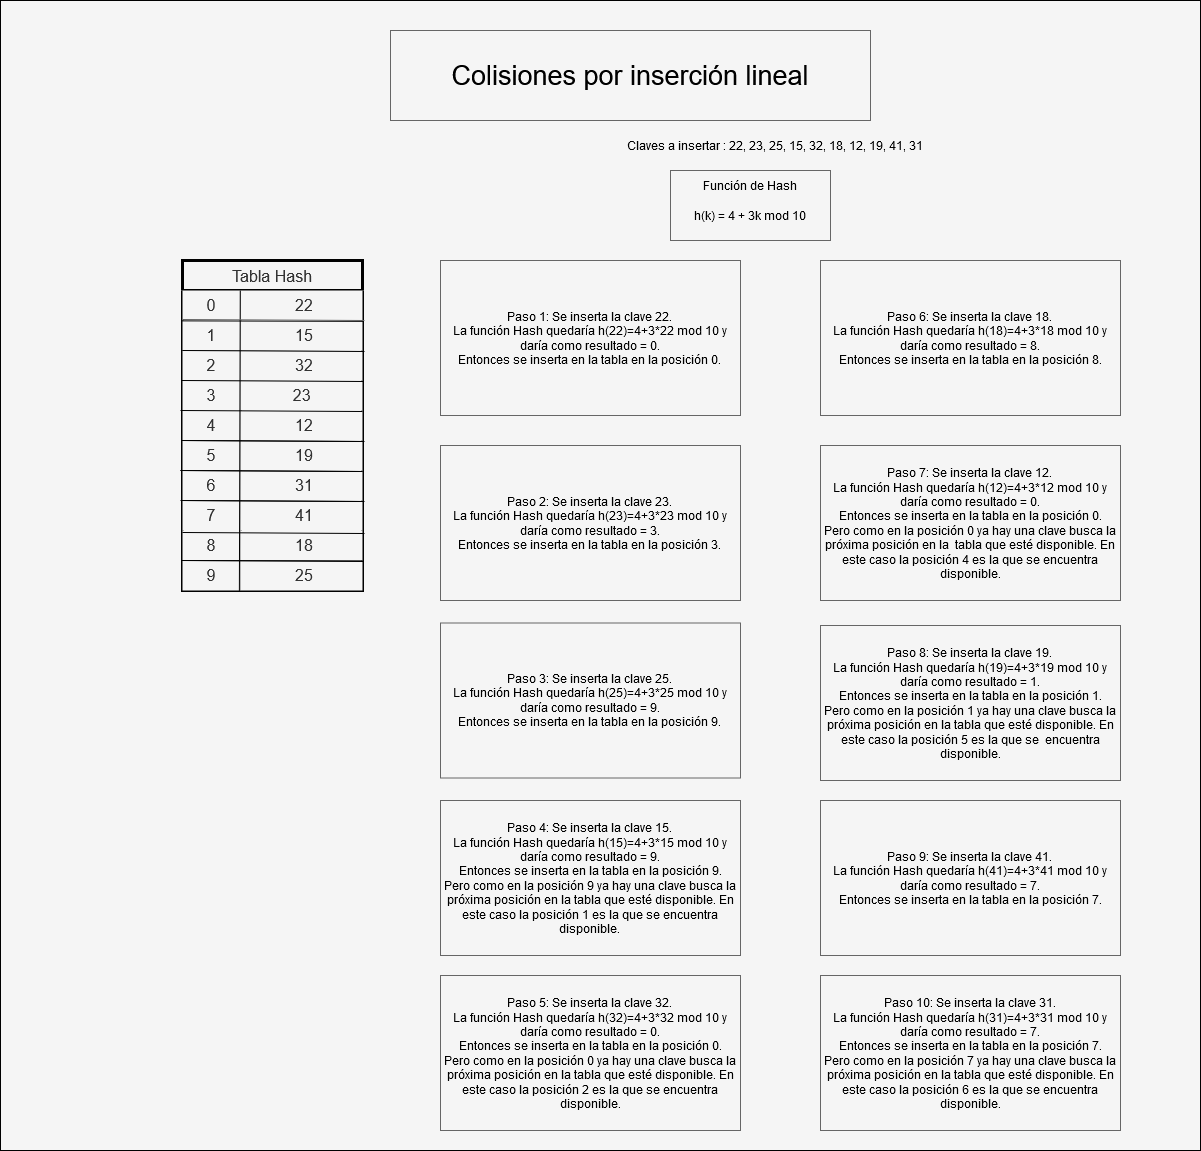 Colisiones por inserción lineal
Claves a insertar : 22, 23, 25, 15, 32, 18, 12, 19, 41, 31
Función de Hash
h(k) = 4 + 3k mod 10
Tabla Hash
0 22
1 15
2 32
3 23
4 12
5 19
6 31
7 41
8 18
9 25
Paso 1: Se inserta la clave 22.
La función Hash quedaría h(22)=4+3*22 mod 10 y
daría como resultado = 0.
Entonces se inserta en la tabla en la posición 0.
Paso 2: Se inserta la clave 23.
La función Hash quedaría h(23)=4+3*23 mod 10 y
daría como resultado = 3.
Entonces se inserta en la tabla en la posición 3.
Paso 3: Se inserta la clave 25.
La función Hash quedaría h(25)=4+3*25 mod 10 y
daría como resultado = 9.
Entonces se inserta en la tabla en la posición 9.
Paso 4: Se inserta la clave 15.
La función Hash quedaría h(15)=4+3*15 mod 10 y
daría como resultado = 9.
Entonces se inserta en la tabla en la posición 9.
Pero como en la posición 9 ya hay una clave busca la
próxima posición en la tabla que esté disponible. En
este caso la posición 1 es la que se encuentra
disponible.
Paso 5: Se inserta la clave 32.
La función Hash quedaría h(32)=4+3*32 mod 10 y
daría como resultado = 0.
Entonces se inserta en la tabla en la posición 0.
Pero como en la posición 0 ya hay una clave busca la
próxima posición en la tabla que esté disponible. En
este caso la posición 2 es la que se encuentra
disponible.
Paso 6: Se inserta la clave 18.
La función Hash quedaría h(18)=4+3*18 mod 10 y
daría como resultado = 8.
Entonces se inserta en la tabla en la posición 8.
Paso 7: Se inserta la clave 12.
La función Hash quedaría h(12)=4+3*12 mod 10 y
daría como resultado = 0.
Entonces se inserta en la tabla en la posición 0.
Pero como en la posición 0 ya hay una clave busca la
próxima posición en la tabla que esté disponible. En
este caso la posición 4 es la que se encuentra
disponible.
Paso 8: Se inserta la clave 19.
La función Hash quedaría h(19)=4+3*19 mod 10 y
daría como resultado = 1.
Entonces se inserta en la tabla en la posición 1.
Pero como en la posición 1 ya hay una clave busca la
próxima posición en la tabla que esté disponible. En
este caso la posición 5 es la que se encuentra
disponible.
Paso 9: Se inserta la clave 41.
La función Hash quedaría h(41)=4+3*41 mod 10 y
daría como resultado = 7.
Entonces se inserta en la tabla en la posición 7.
Paso 10: Se inserta la clave 31.
La función Hash quedaría h(31)=4+3*31 mod 10 y
daría como resultado = 7.
Entonces se inserta en la tabla en la posición 7.
Pero como en la posición 7 ya hay una clave busca la
próxima posición en la tabla que esté disponible. En
este caso la posición 6 es la que se encuentra
disponible.